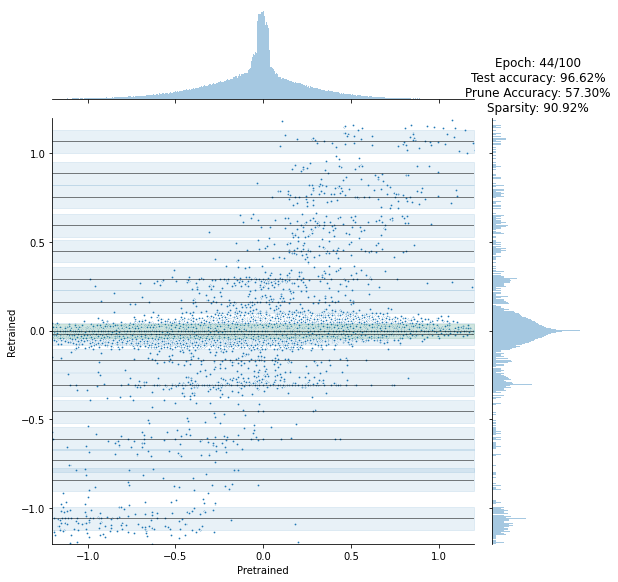 Epoch: 44/100
Test accuracy: 96.62%
Prune Accuracy: 57.30%
Sparsity: 90.92%
1.0
0.5
0.0
−0.5
−1.0
Retrained
−1.0
−0.5
0.0
0.5
1.0
Pretrained